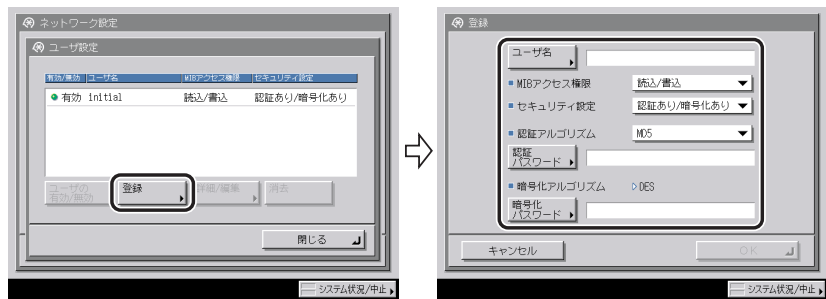 ネットワーク設定
ユーザ設定
有効/無効 ユーザ名 MIBアクセス権限 セキュリティ設定
有効 initial 読込/書込 認証あり/暗号化あり
ユーザの
有効/無効
登録
詳細/編集
消去
閉じる
システム状況/中止
登録
ユーザ名
MIBアクセス権限 読込/書込
セキュリティ設定 認証あり/暗号化あり
認証アルゴリズム MD5
認証
パスワード
暗号化アルゴリズム DES
暗号化
パスワード
キャンセル OK
システム状況/中止